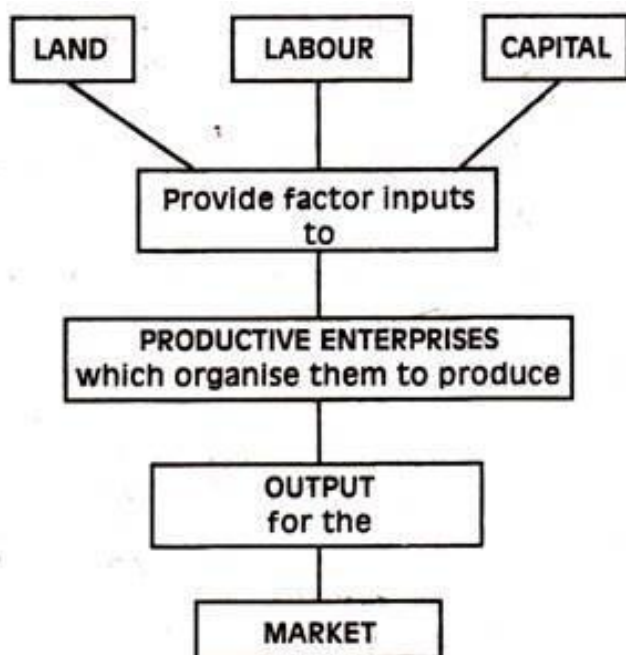 LAND
LABOUR
CAPITAL
Provide factor inputs
to
PRODUCTIVE ENTERPRISES
which organise them to produce
OUTPUT
for the
MARKET